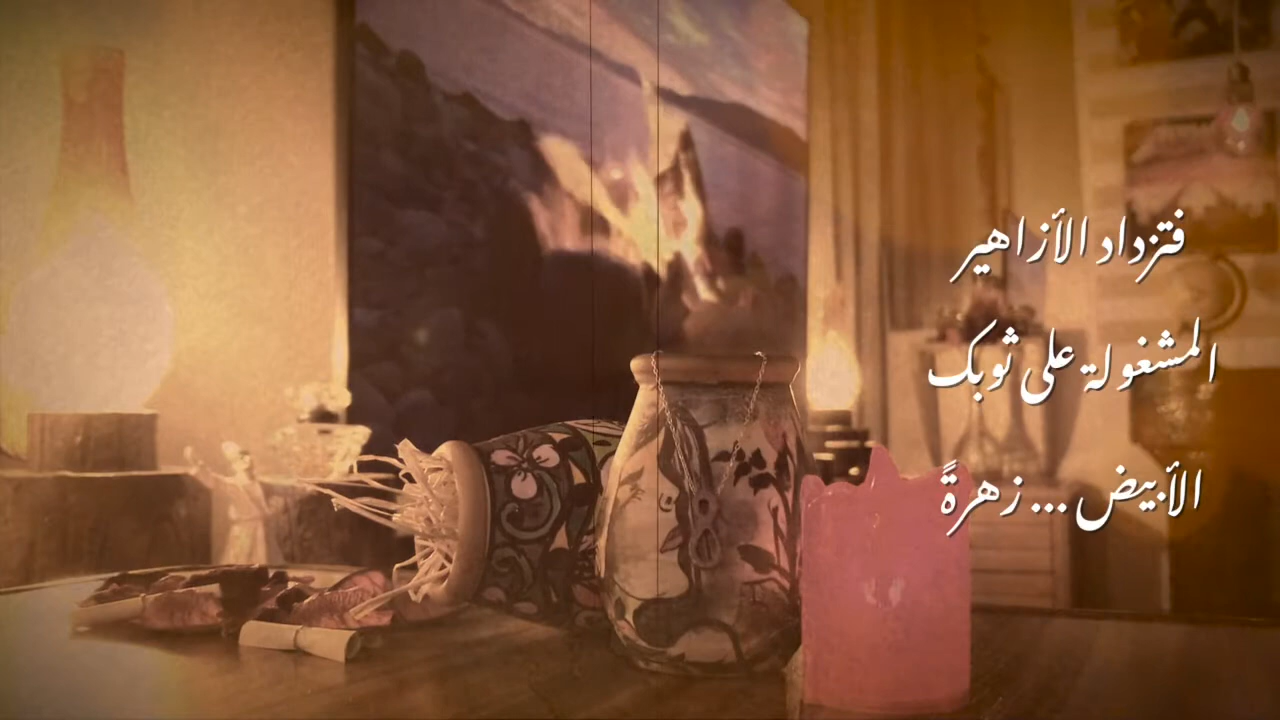 فتزداد الأزاهير
المشغولة على ثوبك
الأبيض ... زهرةً